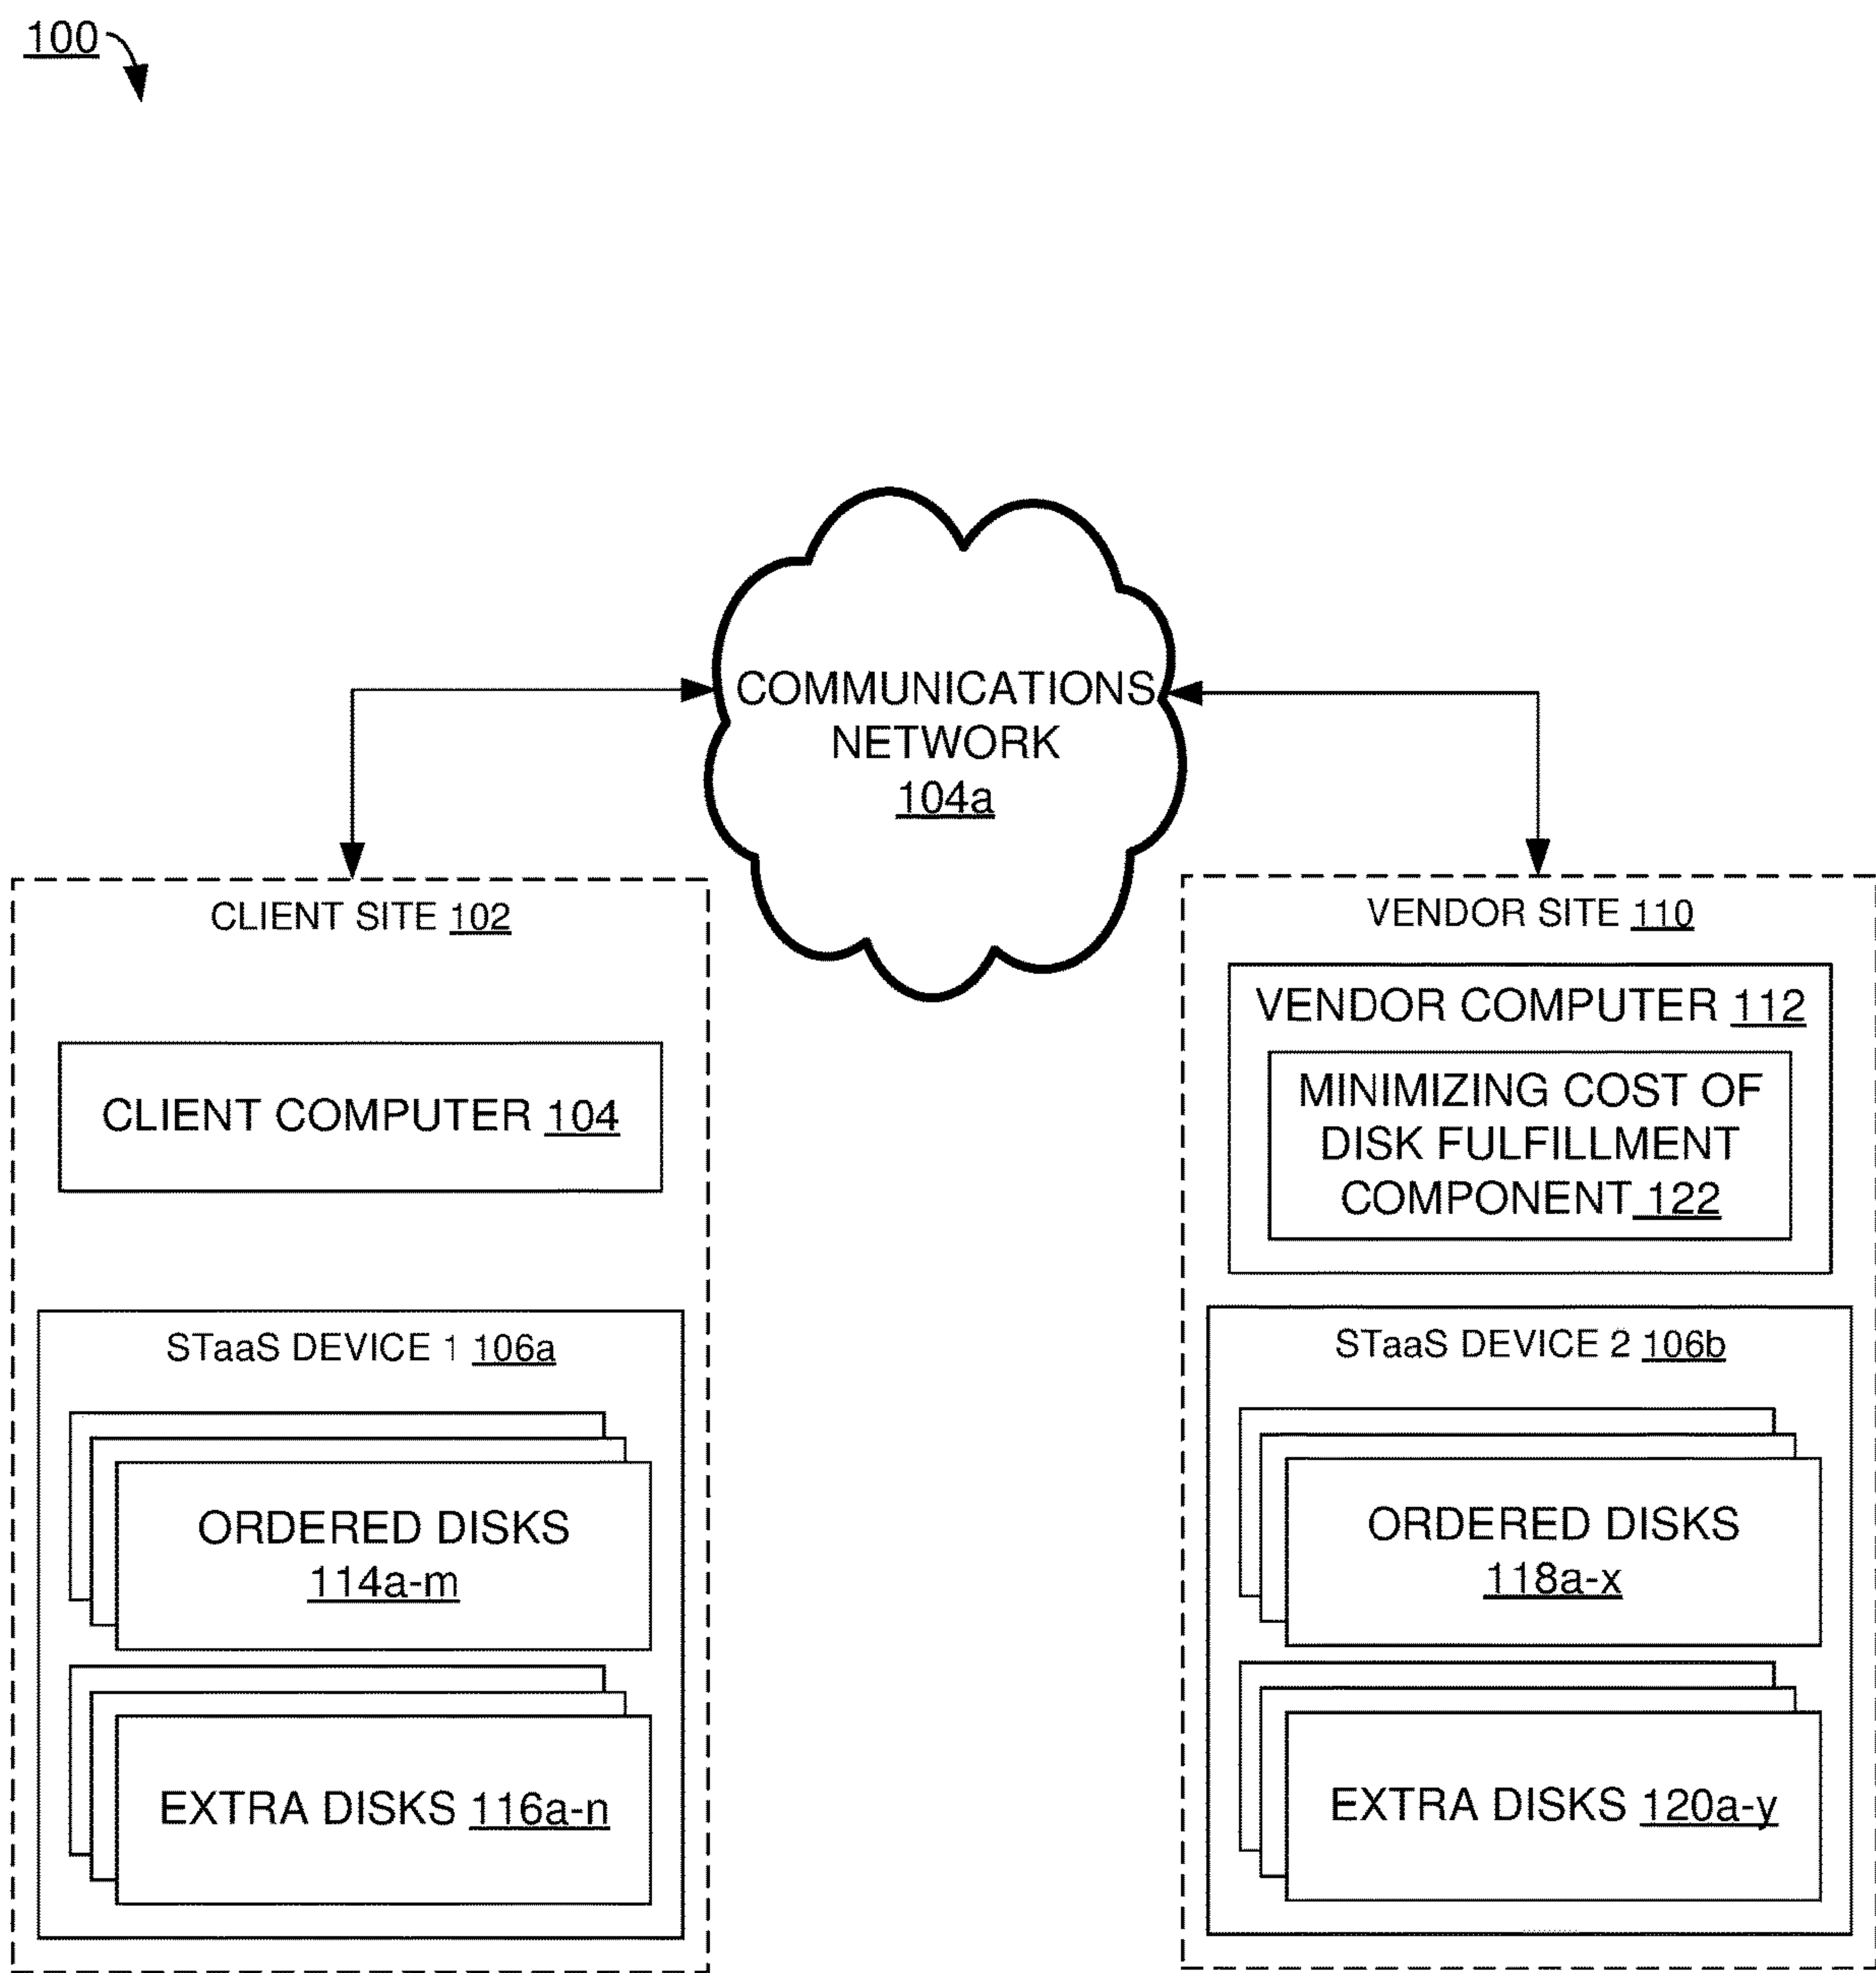 100
COMMUNICATIONS
NETWORK
104a
CLIENT SITE 102
CLIENT COMPUTER 104
STaaS DEVICE 1 106a
ORDERED DISKS
114a-m
EXTRA DISKS 116a-n
VENDOR SITE 110
VENDOR COMPUTER 112
MINIMIZING COST OF
DISK FULFILLMENT
COMPONENT 122
STaaS DEVICE 2 106b
ORDERED DISKS
118a-x
EXTRA DISKS 120a-y